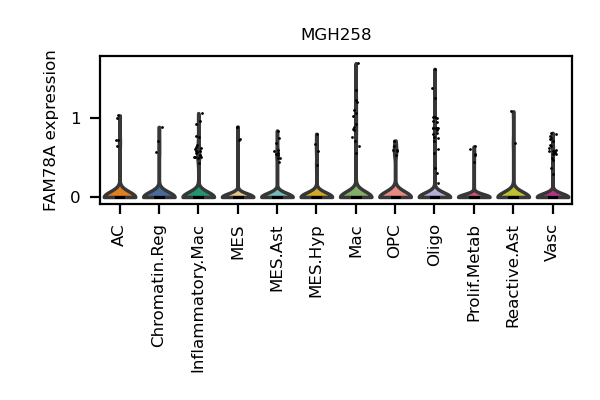 MGH258
FAM78A expression
1
0
AC
Chromatin.Reg
Inflammatory.Mac
MES
MES.Ast
MES.Hyp
Mac
OPC
Oligo
Prolif.Metab
Reactive.Ast
Vasc